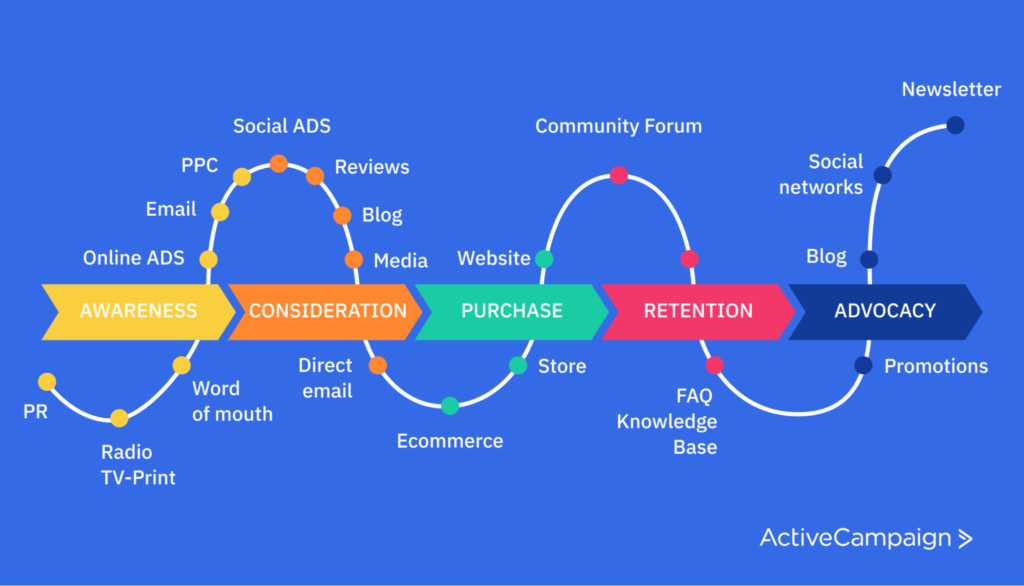 Newsletter
Social ADS
Community Forum
PPC
Reviews
Social
networks
Email
Blog
Online ADS
Media
Website
Blog
AWARENESS
CONSIDERATION
PURCHASE
RETENTION
ADVOCACY
PR
Word
of mouth
Radio
TV-Print
Direct
email
Ecommerce
Store
FAQ
Knowledge
Base
Promotions
ActiveCampaign